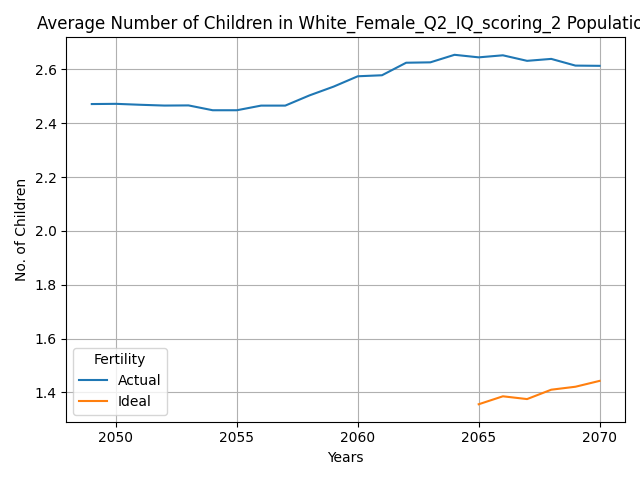 Average Number of Children in White_Female_Q2_IQ_scoring_2 Populatio
2.6
2.4
2.2
2.0
1.8
1.6
1.4
No. of Children
Fertility
Actual
Ideal
2050 2055 2060 2065 2070
Years